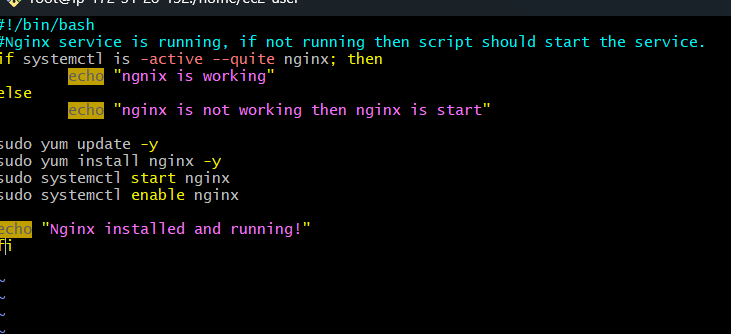 #!/bin/bash
#Nginx service is running, if not running then script should start the service.
if systemctl is -active --quite nginx; then
        echo "ngnix is working"
else
        echo "nginx is not working then nginx is start"

sudo yum update -y
sudo yum install nginx -y
sudo systemctl start nginx
sudo systemctl enable nginx

echo "Nginx installed and running!"
fi

~
~
~
~